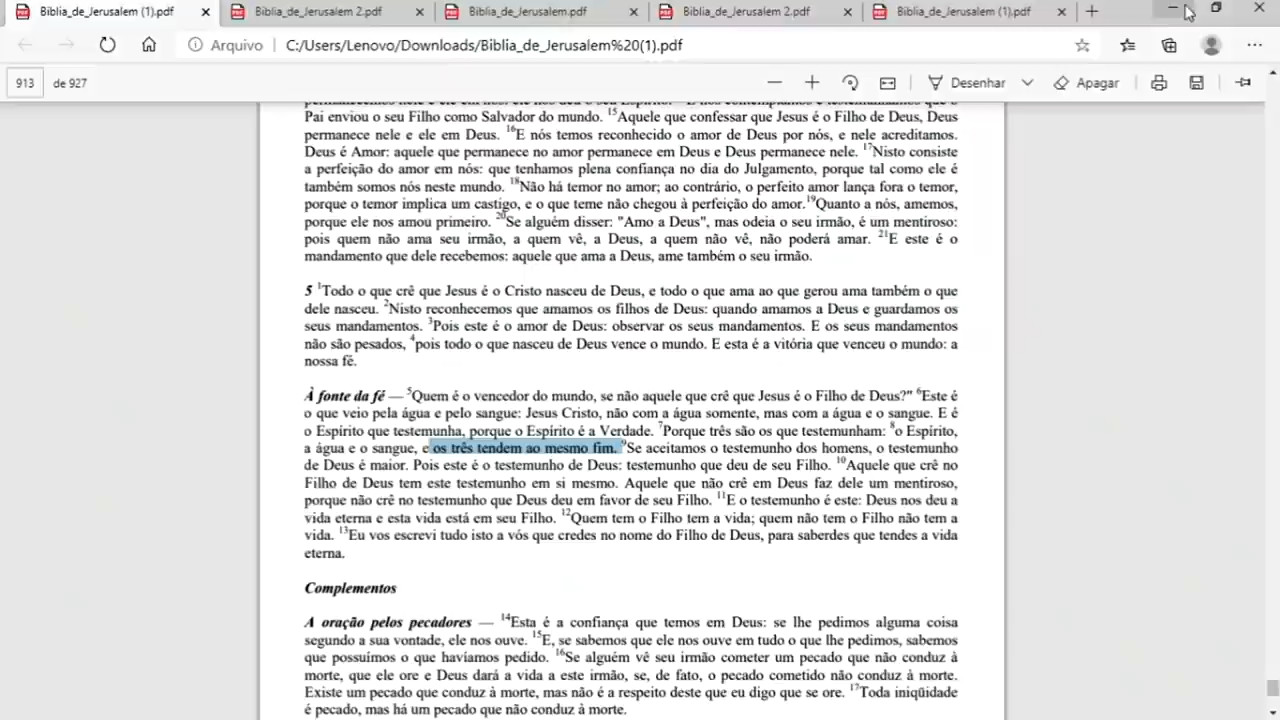 Biblia_de_Jerusalem (1).pdf
Biblia_de_Jerusalem 2.pdf
Biblia_de_Jerusalem.pdf
Biblia_de_Jerusalem 2.pdf
Biblia_de_Jerusalem (1).pdf
Arquivo | C:/Users/Lenovo/Downloads/Biblia_de_Jerusalem%20(1).pdf
913 de 927
Desenhar
Apagar
Pai enviou o seu Filho como Salvador do mundo. 15Aquele que confessar que Jesus é o Filho de Deus, Deus
permanece nele e ele em Deus. 16E nós temos reconhecido o amor de Deus por nós, e nele acreditamos.
Deus é Amor: aquele que permanece no amor permanece em Deus e Deus permanece nele. 17Nisto consiste
a perfeição do amor em nós: que tenhamos plena confiança no dia do Julgamento, porque tal como ele é
também somos nós neste mundo. 18Não há temor no amor; ao contrário, o perfeito amor lança fora o temor,
porque o temor implica um castigo, e o que teme não chegou à perfeição do amor.19Quanto a nós, amemos,
porque ele nos amou primeiro. 20Se alguém disser: "Amo a Deus", mas odeia o seu irmão, é um mentiroso:
pois quem não ama seu irmão, a quem vê, a Deus, a quem não vê, não poderá amar. 21E este é o
mandamento que dele recebemos: aquele que ama a Deus, ame também o seu irmão.
5 1Todo o que crê que Jesus é o Cristo nasceu de Deus, e todo o que ama ao que gerou ama também o que
dele nasceu. 2Nisto reconhecemos que amamos os filhos de Deus: quando amamos a Deus e guardamos os
seus mandamentos. 3Pois este é o amor de Deus: observar os seus mandamentos. E os seus mandamentos
não são pesados, 4pois todo o que nasceu de Deus vence o mundo. E esta é a vitória que venceu o mundo: a
nossa fé.
À fonte da fé — 5Quem é o vencedor do mundo, se não aquele que crê que Jesus é o Filho de Deus?" 6Este é
o que veio pela água e pelo sangue: Jesus Cristo, não com a água somente, mas com a água e o sangue. E é
o Espírito que testemunha, porque o Espírito é a Verdade. 7Porque três são os que testemunham: 8o Espírito,
a água e o sangue, e os três tendem ao mesmo fim. 9Se aceitamos o testemunho dos homens, o testemunho
de Deus é maior. Pois este é o testemunho de Deus: testemunho que deu de seu Filho. 10Aquele que crê no
Filho de Deus tem este testemunho em si mesmo. Aquele que não crê em Deus faz dele um mentiroso,
porque não crê no testemunho que Deus deu em favor de seu Filho. 11E o testemunho é este: Deus nos deu a
vida eterna e esta vida está em seu Filho. 12Quem tem o Filho tem a vida; quem não tem o Filho não tem a
vida. 13Eu vos escrevi tudo isto a vós que credes no nome do Filho de Deus, para saberdes que tendes a vida
eterna.
Complementos
A oração pelos pecadores — 14Esta é a confiança que temos em Deus: se lhe pedimos alguma coisa
segundo a sua vontade, ele nos ouve. 15E, se sabemos que ele nos ouve em tudo o que lhe pedimos, sabemos
que possuímos o que havíamos pedido. 16Se alguém vê seu irmão cometer um pecado que não conduz à
morte, que ele ore e Deus dará a vida a este irmão, se, de fato, o pecado cometido não conduz à morte.
Existe um pecado que conduz à morte, mas não é a respeito deste que eu digo que se ore. 17Toda iniqüidade
é pecado, mas há um pecado que não conduz à morte.